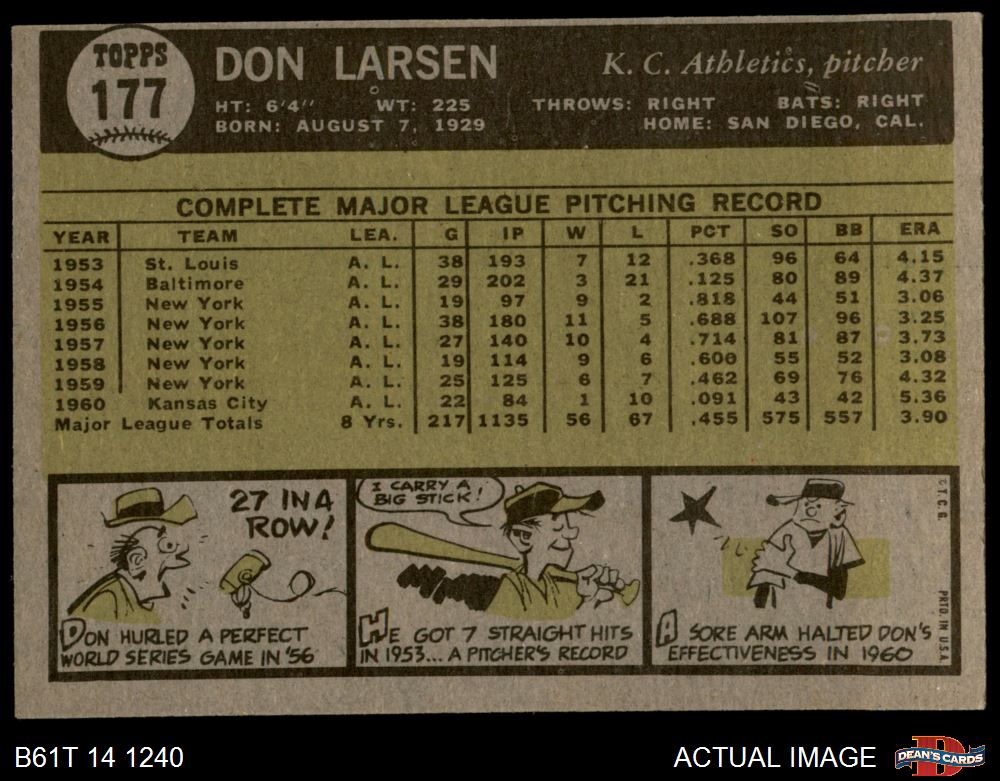 TOPPS
177
DON LARSEN
K. C. Athletics, pitcher
HT: 6'4" WT: 225 THROWS: RIGHT BATS: RIGHT
BORN: AUGUST 7, 1929 HOME: SAN DIEGO, CAL.
COMPLETE MAJOR LEAGUE PITCHING RECORD
YEAR TEAM LEA. G IP W L PCT SO BB ERA
1953 St. Louis A. L. 38 193 7 12 .368 96 64 4.15
1954 Baltimore A. L. 29 202 3 21 .125 80 89 4.37
1955 New York A. L. 19 97 9 2 .818 44 51 3.06
1956 New York A. L. 38 180 11 5 .688 107 96 3.25
1957 New York A. L. 27 140 10 4 .714 81 87 3.73
1958 New York A. L. 19 114 9 6 .600 55 52 3.08
1959 New York A. L. 25 125 6 7 .462 69 76 4.32
1960 Kansas City A. L. 22 84 1 10 .091 43 42 5.36
Major League Totals 8 Yrs. 217 1135 56 67 .455 575 557 3.90
27 IN A
ROW!
DON HURLED A PERFECT
WORLD SERIES GAME IN '56
I CARRY A
BIG STICK!
HE GOT 7 STRAIGHT HITS
IN 1953... A PITCHER'S RECORD
A SORE ARM HALTED DON'S
EFFECTIVENESS IN 1960
© T. C. G.
PRTD. IN U.S.A.
B61T 14 1240
ACTUAL IMAGE
D
DEAN'S CARDS